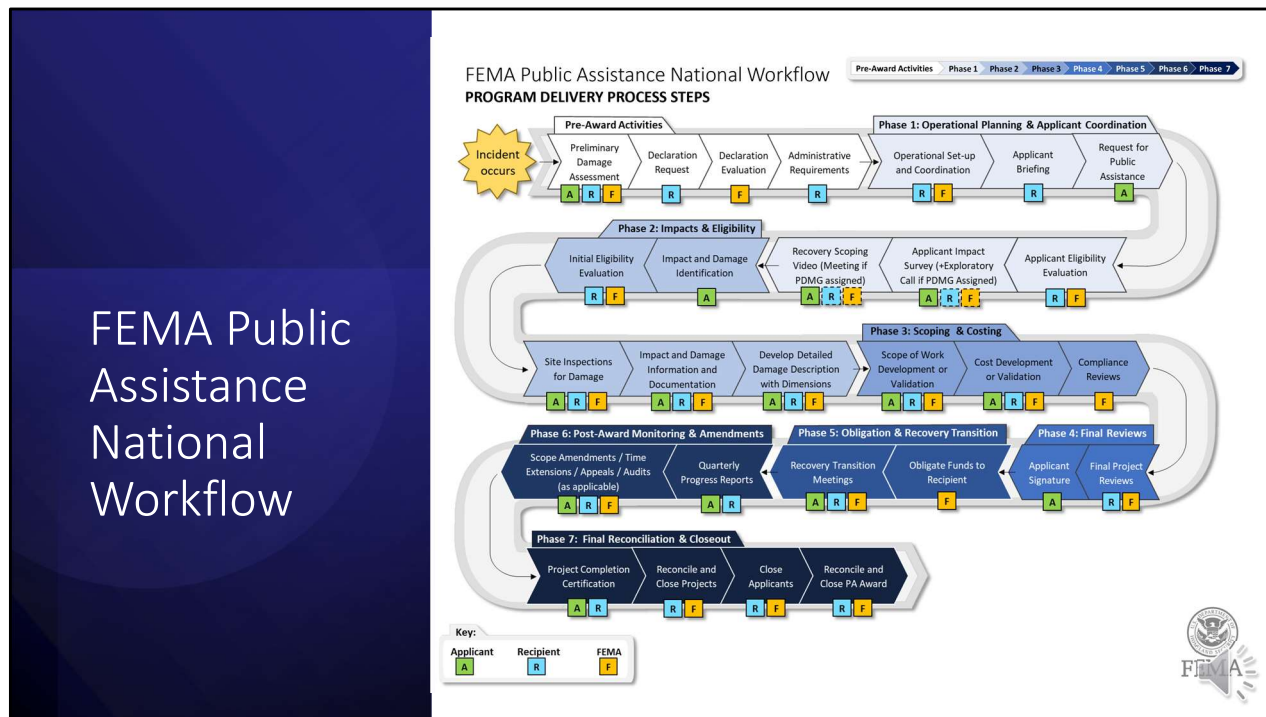 FEMA Public
Assistance
National
Workflow
FEMA Public Assistance National Workflow
PROGRAM DELIVERY PROCESS STEPS
Pre-Award Activities Phase 1 Phase 2 Phase 3 Phase 4 Phase 5 Phase 6 Phase 7
Incident
occurs
Pre-Award Activities
Preliminary
Damage
Assessment
A R F
Declaration
Request
R
Declaration
Evaluation
F
Administrative
Requirements
R
Phase 1: Operational Planning & Applicant Coordination
Operational Set-up
and Coordination
R F
Applicant
Briefing
R
Request for
Public
Assistance
A
Applicant Eligibility
Evaluation
R F
Applicant Impact
Survey (+Exploratory
Call if PDMG Assigned)
A R F
Recovery Scoping
Video (Meeting if
PDMG assigned)
A R F
Phase 2: Impacts & Eligibility
Impact and Damage
Identification
A
Initial Eligibility
Evaluation
R F
Site Inspections
for Damage
A R F
Impact and Damage
Information and
Documentation
A R F
Develop Detailed
Damage Description
with Dimensions
A R F
Phase 3: Scoping & Costing
Scope of Work
Development or
Validation
A R F
Cost Development
or Validation
A R F
Compliance
Reviews
F
Phase 4: Final Reviews
Final Project
Reviews
R F
Applicant
Signature
A
Phase 5: Obligation & Recovery Transition
Obligate Funds to
Recipient
F
Recovery Transition
Meetings
A R F
Phase 6: Post-Award Monitoring & Amendments
Quarterly
Progress Reports
A R
Scope Amendments / Time
Extensions / Appeals / Audits
(as applicable)
A R F
Phase 7: Final Reconciliation & Closeout
Project Completion
Certification
A R
Reconcile and
Close Projects
R F
Close
Applicants
R F
Reconcile and
Close PA Award
R F
Key:
Applicant Recipient FEMA
A R F
FEMA